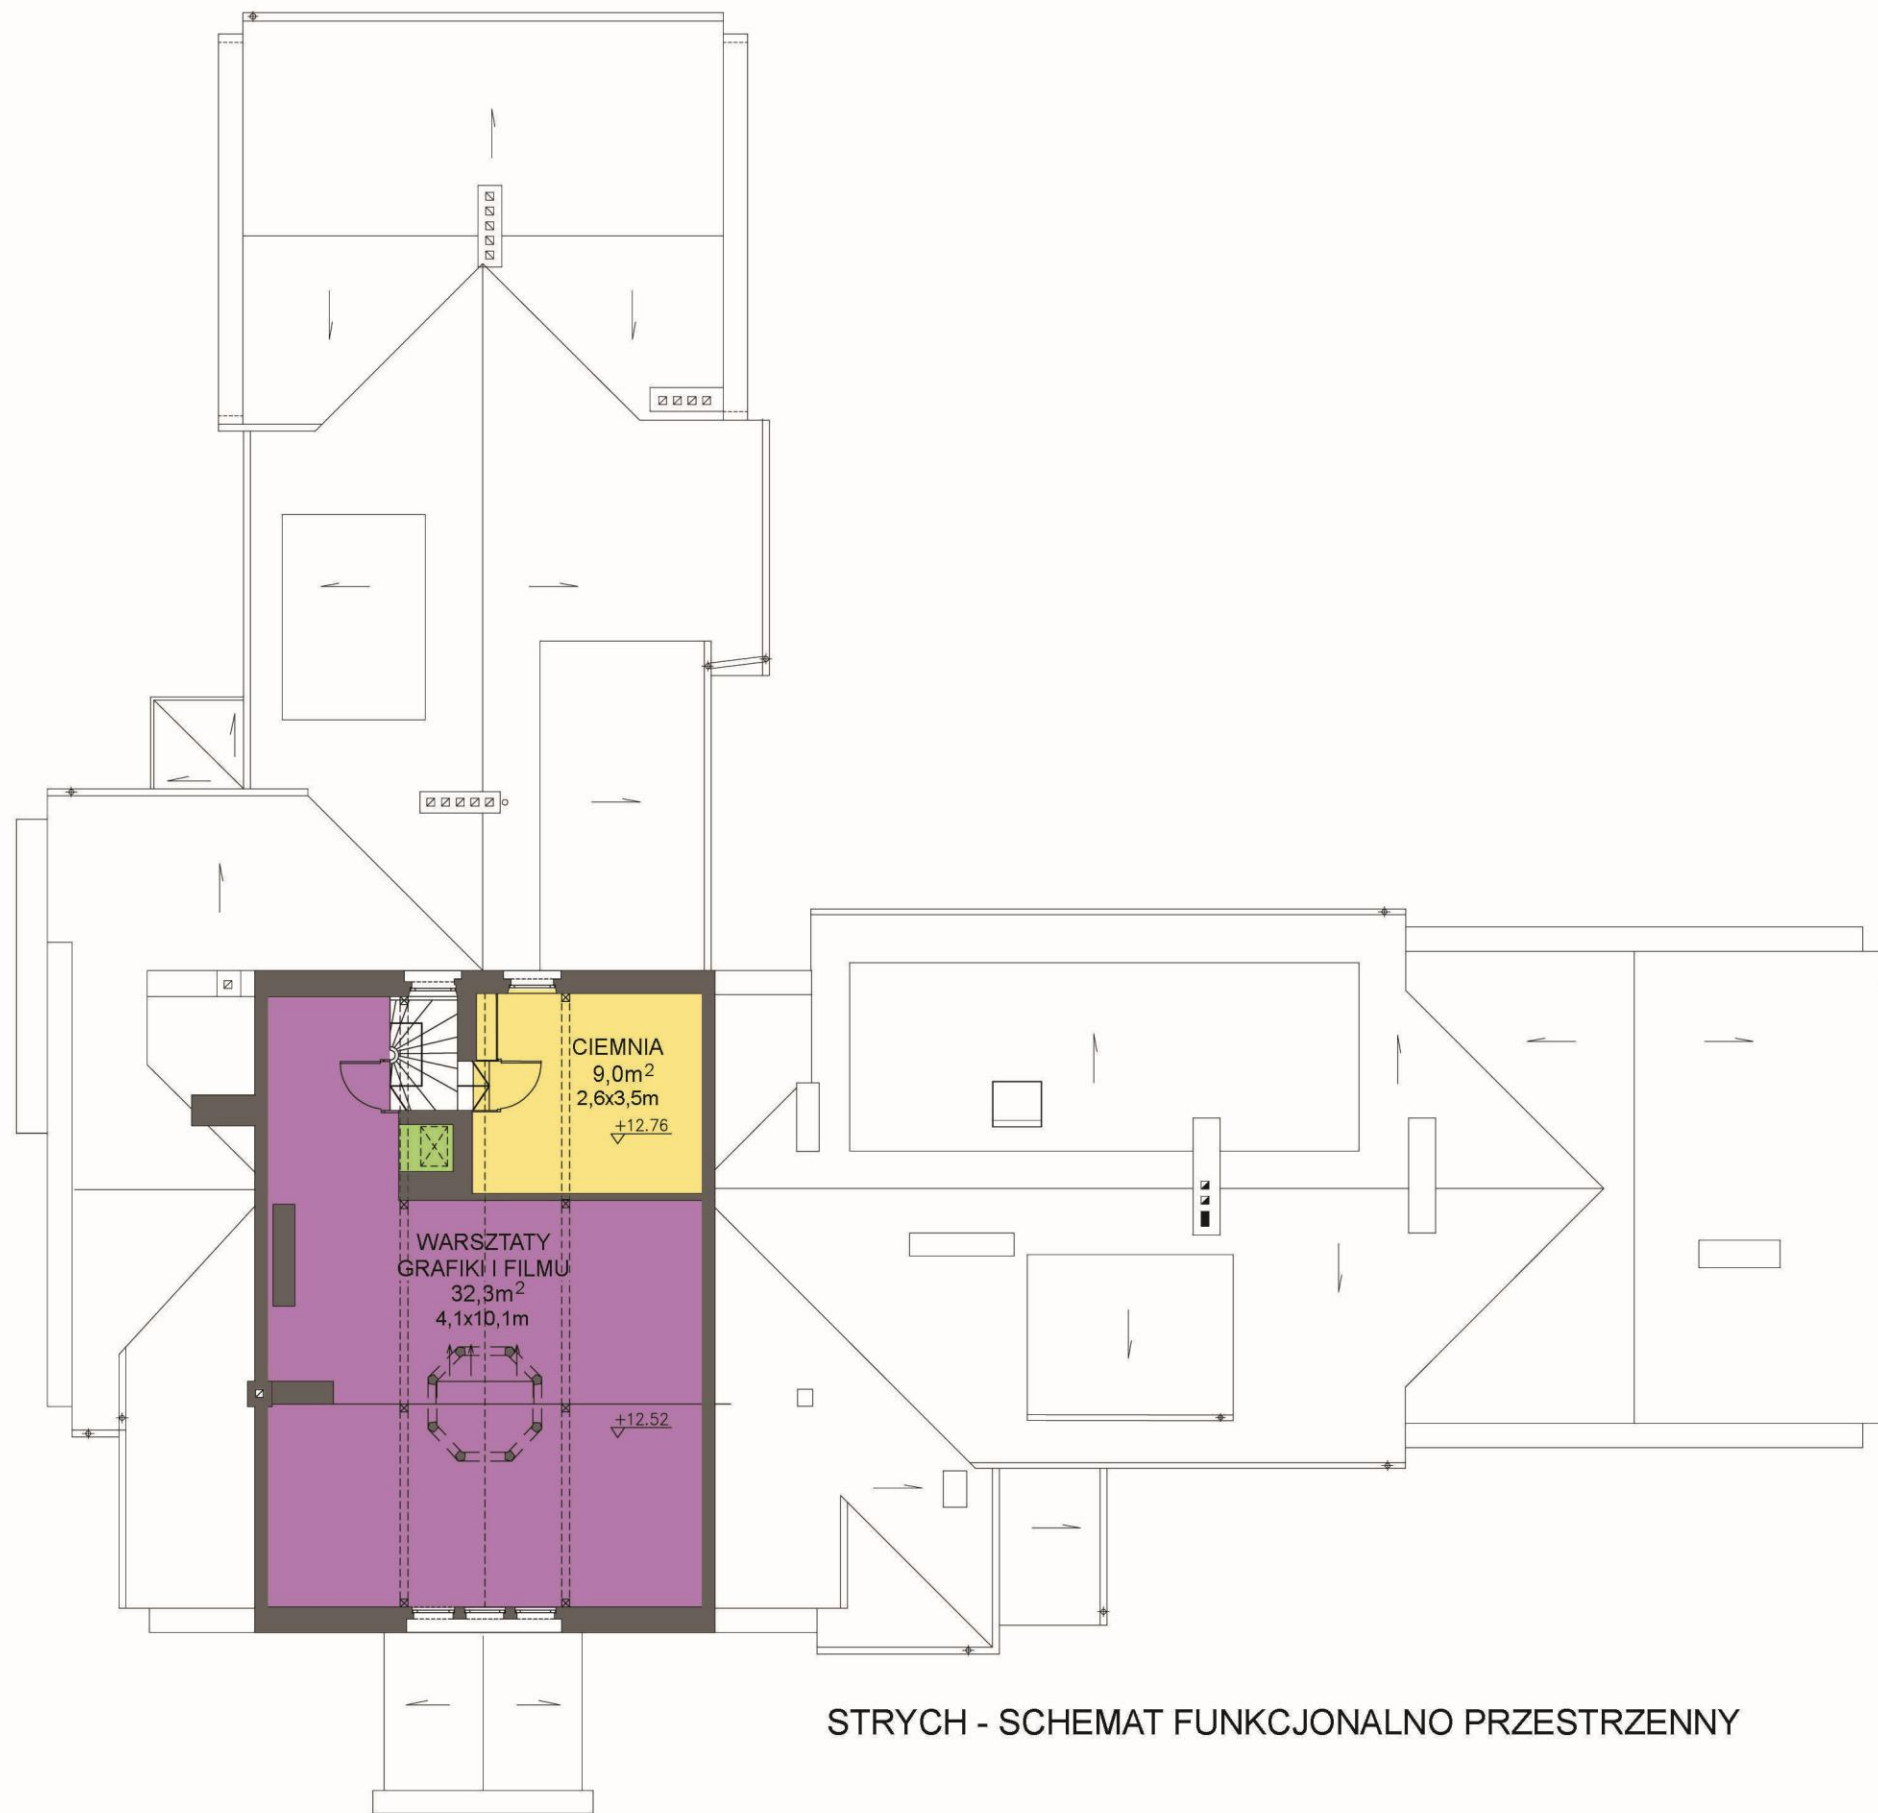 CIEMNIA
9,0m²
2,6x3,5m
+12.76
WARSZTATY
GRAFIKI I FILMU
32,3m²
4,1x10,1m
+12.52
STRYCH - SCHEMAT FUNKCJONALNO PRZESTRZENNY